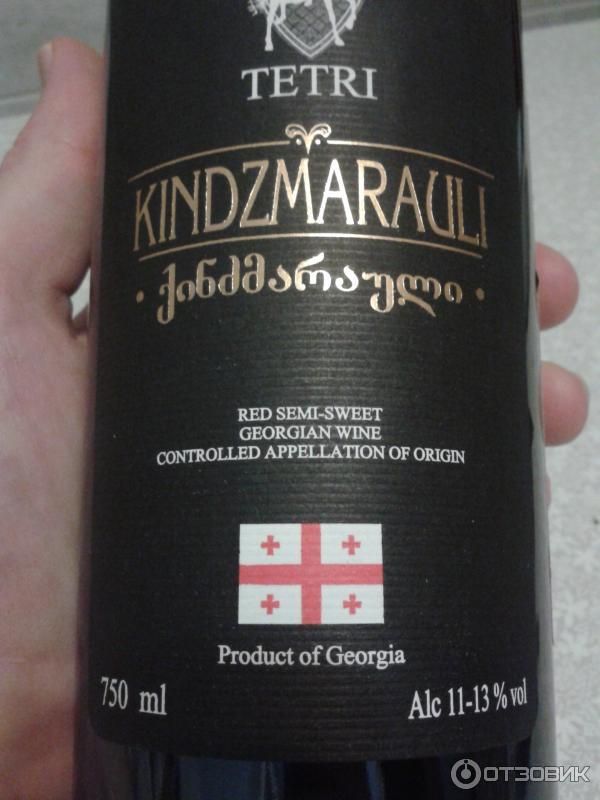 TETRI
KINDZMARAULI
• ქინძმარაული •
RED SEMI-SWEET
GEORGIAN WINE
CONTROLLED APPELLATION OF ORIGIN
Product of Georgia
750 ml
Alc 11-13 % vol
ОТЗОВИК